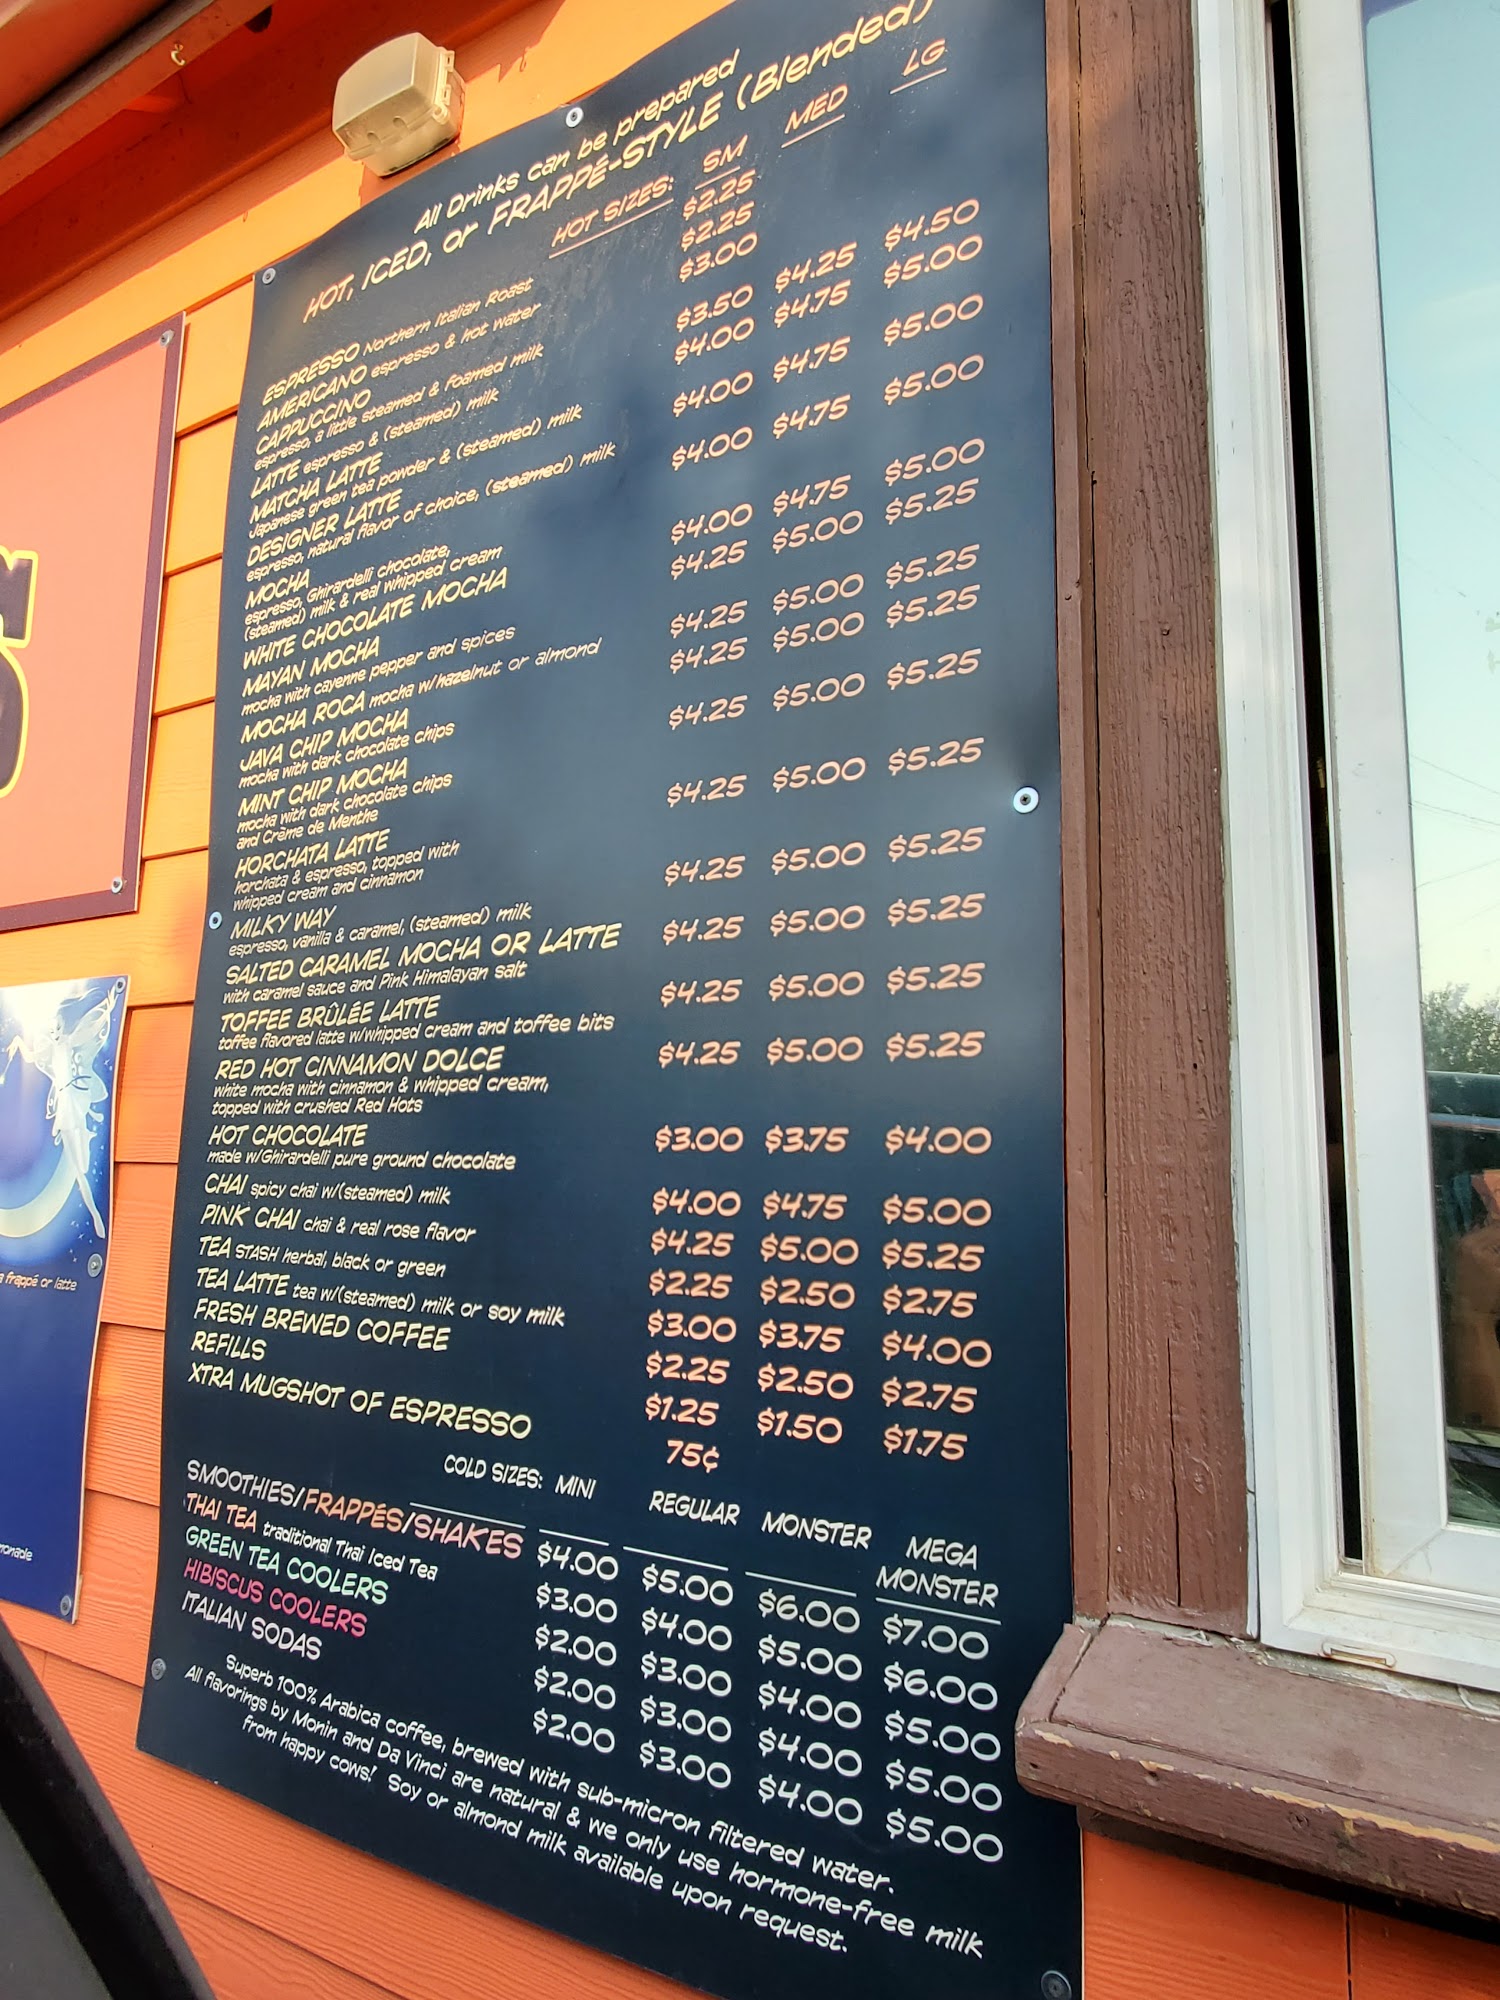 All Drinks can be prepared
HOT, ICED, or FRAPPÉ-STYLE (Blended)
HOT SIZES: SM MED LG
ESPRESSO Northern Italian Roast $2.25
AMERICANO espresso & hot water $2.25
CAPPUCCINO $3.00
espresso, a little steamed & foamed milk
LATTE espresso & (steamed) milk $3.50 $4.25 $4.50
MATCHA LATTE $4.00 $4.75 $5.00
Japanese green tea powder & (steamed) milk
DESIGNER LATTE $4.00 $4.75 $5.00
espresso, natural flavor of choice, (steamed) milk
MOCHA $4.00 $4.75 $5.00
espresso, Ghirardelli chocolate,
(steamed) milk & real whipped cream
WHITE CHOCOLATE MOCHA $4.00 $4.75 $5.00
MAYAN MOCHA $4.25 $5.00 $5.25
mocha with cayenne pepper and spices
MOCHA ROCA mocha w/hazelnut or almond $4.25 $5.00 $5.25
JAVA CHIP MOCHA $4.25 $5.00 $5.25
mocha with dark chocolate chips
MINT CHIP MOCHA $4.25 $5.00 $5.25
mocha with dark chocolate chips
and Crème de Menthe
HORCHATA LATTE $4.25 $5.00 $5.25
horchata & espresso, topped with
whipped cream and cinnamon
MILKY WAY $4.25 $5.00 $5.25
espresso, vanilla & caramel, (steamed) milk
SALTED CARAMEL MOCHA OR LATTE $4.25 $5.00 $5.25
with caramel sauce and Pink Himalayan salt
TOFFEE BRÛLÉE LATTE $4.25 $5.00 $5.25
toffee flavored latte w/whipped cream and toffee bits
RED HOT CINNAMON DOLCE $4.25 $5.00 $5.25
white mocha with cinnamon & whipped cream,
topped with crushed Red Hots
HOT CHOCOLATE $3.00 $3.75 $4.00
made w/Ghirardelli pure ground chocolate
CHAI spicy chai w/(steamed) milk $4.00 $4.75 $5.00
PINK CHAI chai & real rose flavor $4.25 $5.00 $5.25
TEA STASH herbal, black or green $2.25 $2.50 $2.75
TEA LATTE tea w/(steamed) milk or soy milk $3.00 $3.75 $4.00
FRESH BREWED COFFEE $2.25 $2.50 $2.75
REFILLS $1.25 $1.50 $1.75
XTRA MUGSHOT OF ESPRESSO 75¢
COLD SIZES: MINI REGULAR MONSTER MEGA
MONSTER
SMOOTHIES/FRAPPÉS/SHAKES $4.00 $5.00 $6.00 $7.00
THAI TEA traditional Thai Iced Tea $3.00 $4.00 $5.00 $6.00
GREEN TEA COOLERS $2.00 $3.00 $4.00 $5.00
HIBISCUS COOLERS $2.00 $3.00 $4.00 $5.00
ITALIAN SODAS $2.00 $3.00 $4.00 $5.00
Superb 100% Arabica coffee, brewed with sub-micron filtered water.
All flavorings by Monin and Da Vinci are natural & we only use hormone-free milk
from happy cows! Soy or almond milk available upon request.
S
a frappé or latte